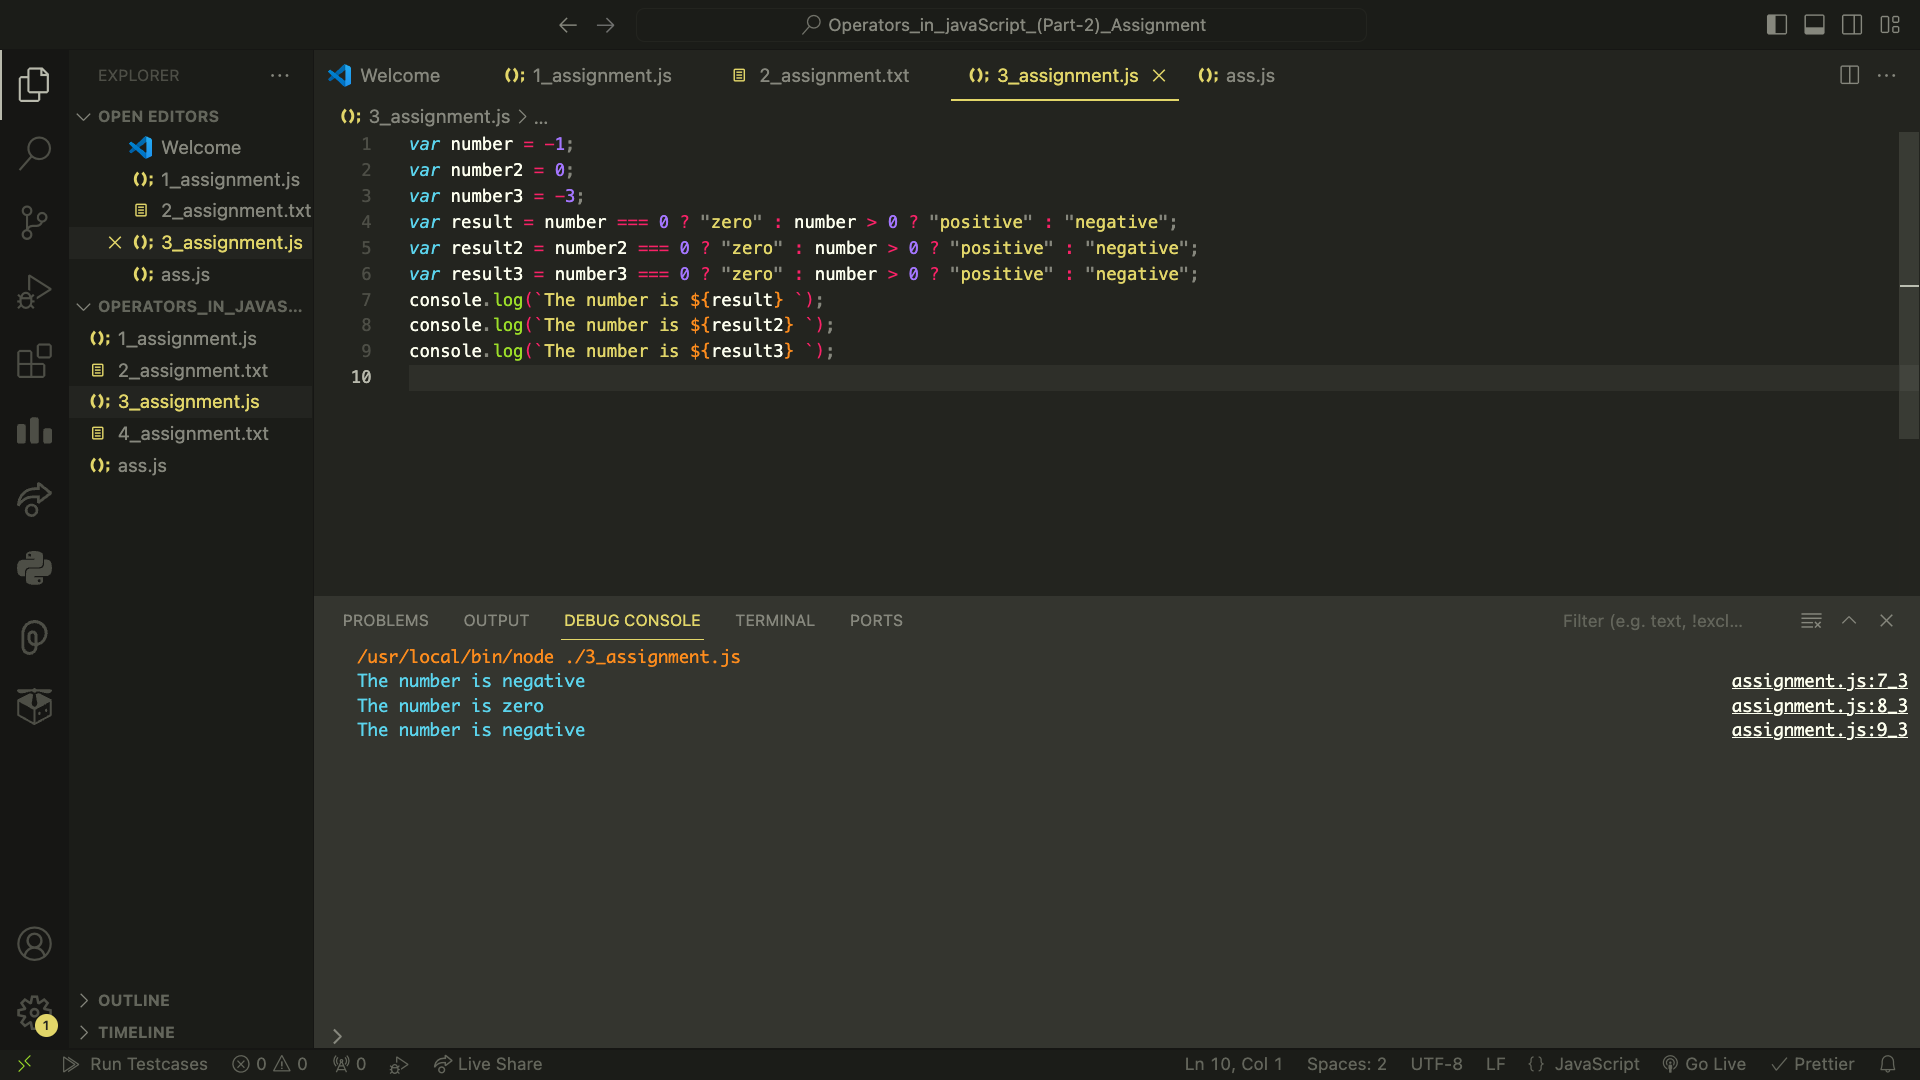 Operators_in_javaScript_(Part-2)_Assignment
EXPLORER
OPEN EDITORS
Welcome
1_assignment.js
2_assignment.txt
3_assignment.js
ass.js
OPERATORS_IN_JAVAS...
1_assignment.js
2_assignment.txt
3_assignment.js
4_assignment.txt
ass.js
OUTLINE
TIMELINE
Welcome
1_assignment.js
2_assignment.txt
3_assignment.js
ass.js
3_assignment.js > ...
1 var number = -1;
2 var number2 = 0;
3 var number3 = -3;
4 var result = number === 0 ? "zero" : number > 0 ? "positive" : "negative";
5 var result2 = number2 === 0 ? "zero" : number > 0 ? "positive" : "negative";
6 var result3 = number3 === 0 ? "zero" : number > 0 ? "positive" : "negative";
7 console.log(`The number is ${result} `);
8 console.log(`The number is ${result2} `);
9 console.log(`The number is ${result3} `);
10
PROBLEMS OUTPUT DEBUG CONSOLE TERMINAL PORTS
Filter (e.g. text, !excl...
/usr/local/bin/node ./3_assignment.js
The number is negative assignment.js:7_3
The number is zero assignment.js:8_3
The number is negative assignment.js:9_3
1
Run Testcases 0 0 0 Live Share Ln 10, Col 1 Spaces: 2 UTF-8 LF {} JavaScript Go Live Prettier